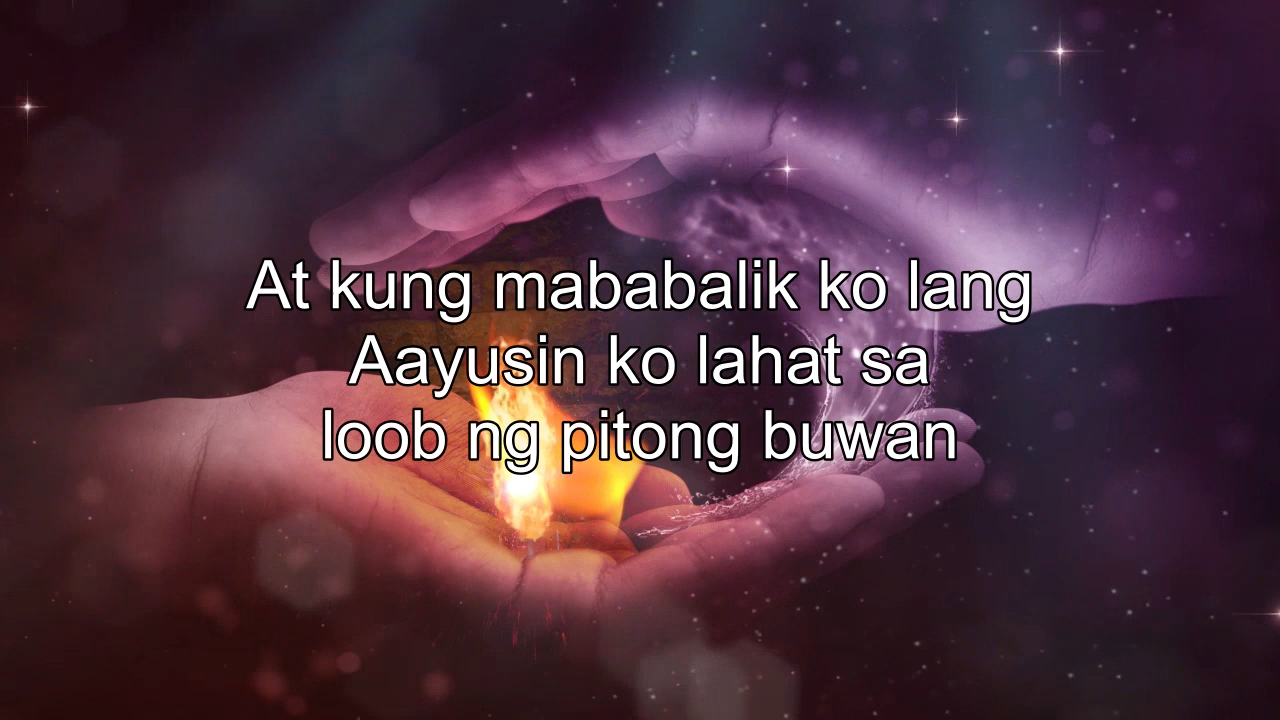 At kung mababalik ko lang
Aayusin ko lahat sa
loob ng pitong buwan